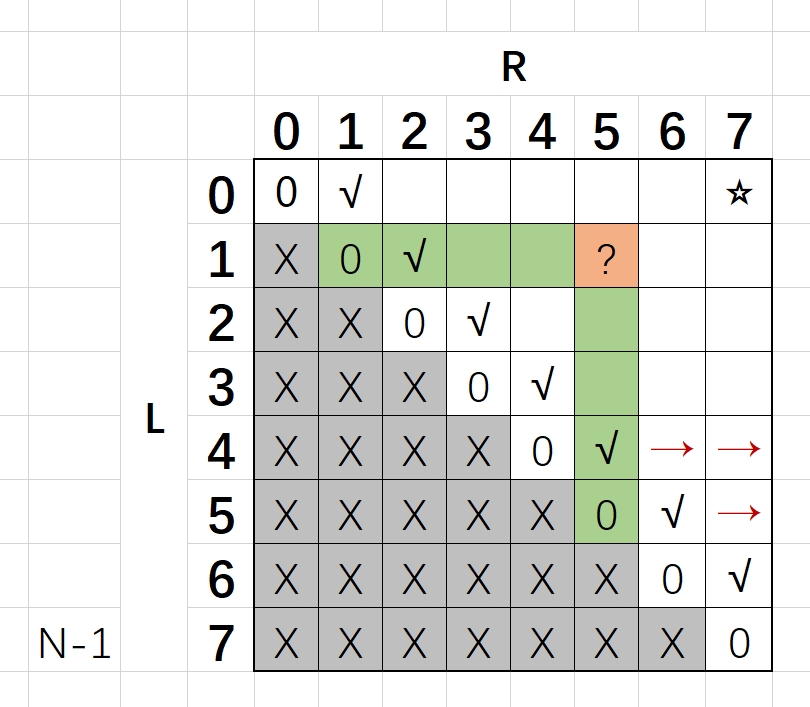 R
0 1 2 3 4 5 6 7
0 0 √ ☆
1 X 0 √ ?
2 X X 0 √
3 X X X 0 √
L
4 X X X X 0 √ → →
5 X X X X X 0 √ →
6 X X X X X X 0 √
N-1 7 X X X X X X X 0